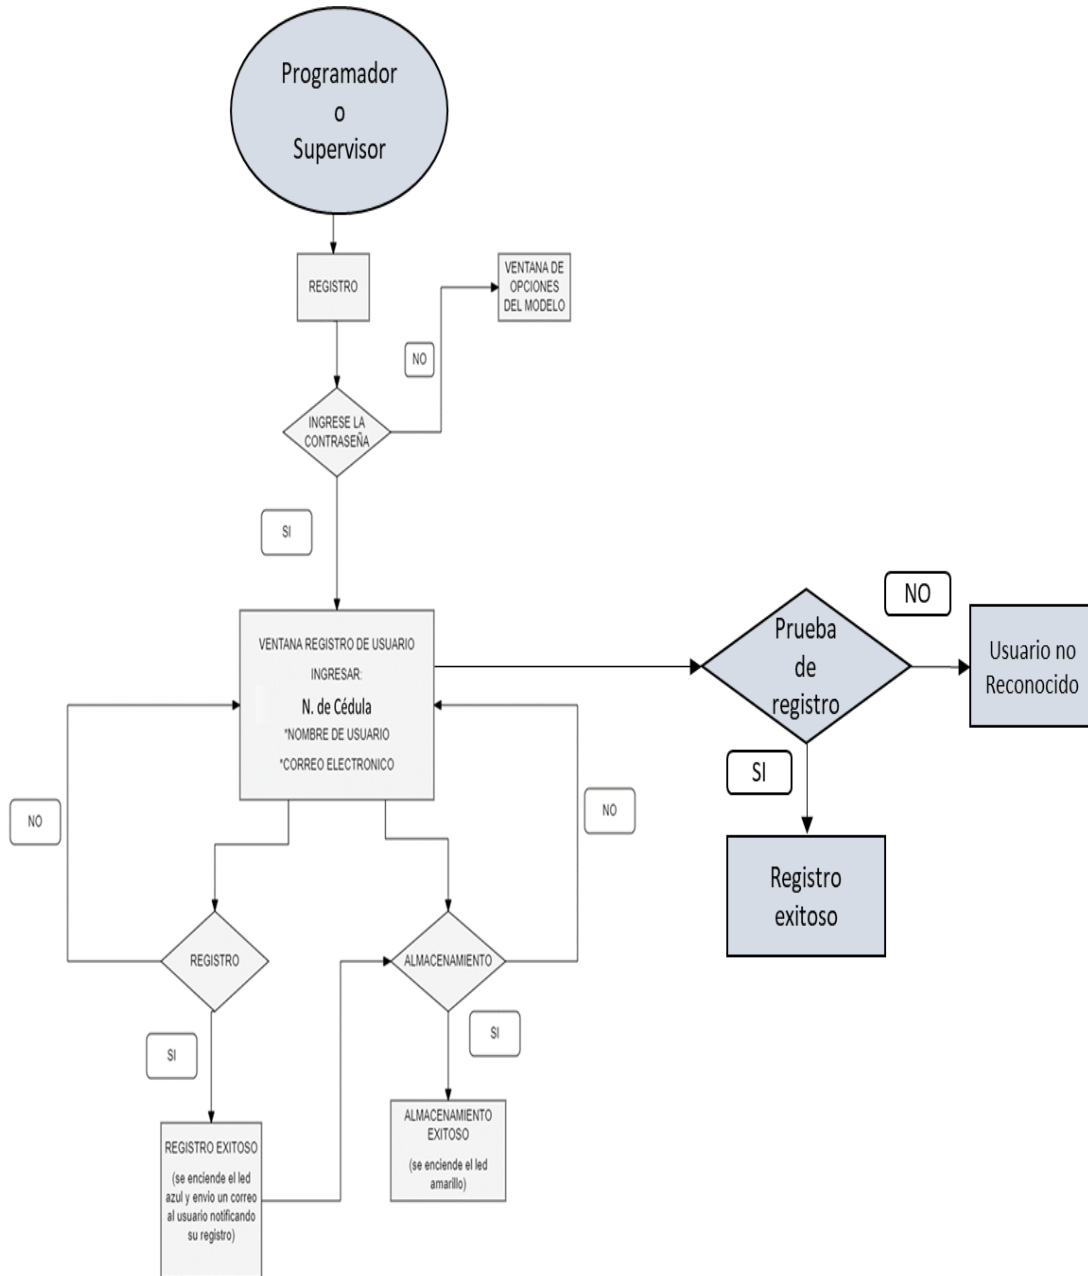 Programador
o
Supervisor
REGISTRO
VENTANA DE
OPCIONES
DEL MODELO
NO
INGRESE LA
CONTRASEÑA
SI
VENTANA REGISTRO DE USUARIO
INGRESAR:
N. de Cédula
*NOMBRE DE USUARIO
*CORREO ELECTRONICO
Prueba
de
registro
NO
Usuario no
Reconocido
SI
Registro
exitoso
NO
NO
REGISTRO
ALMACENAMIENTO
SI
SI
REGISTRO EXITOSO
(se enciende el led
azul y envio un correo
al usuario notificando
su registro)
ALMACENAMIENTO
EXITOSO
(se enciende el led
amarillo)